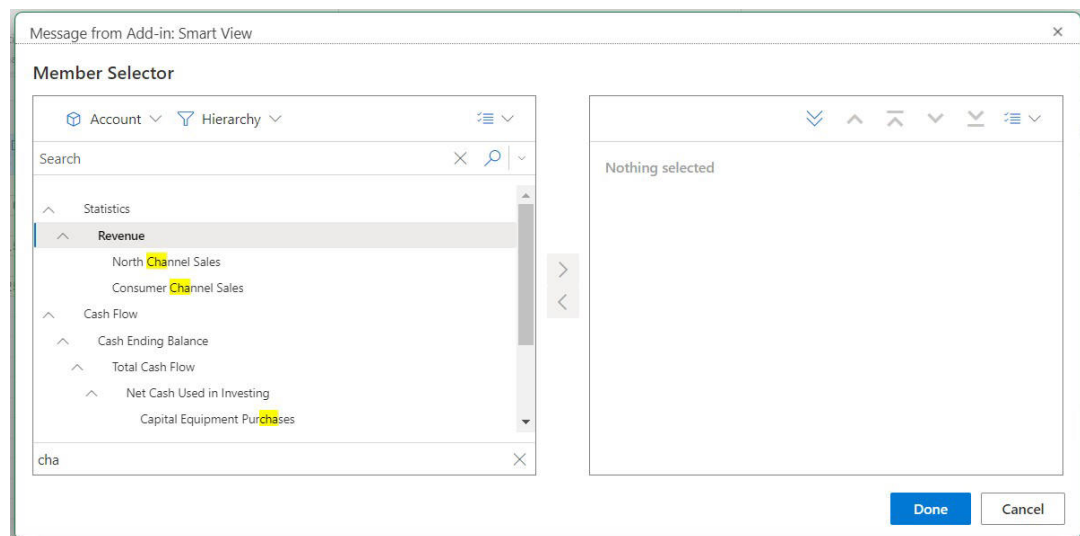 Message from Add-in: Smart View
Member Selector
Account Hierarchy
Search
Nothing selected
Statistics
Revenue
North Channel Sales
Consumer Channel Sales
Cash Flow
Cash Ending Balance
Total Cash Flow
Net Cash Used in Investing
Capital Equipment Purchases
cha
Done Cancel